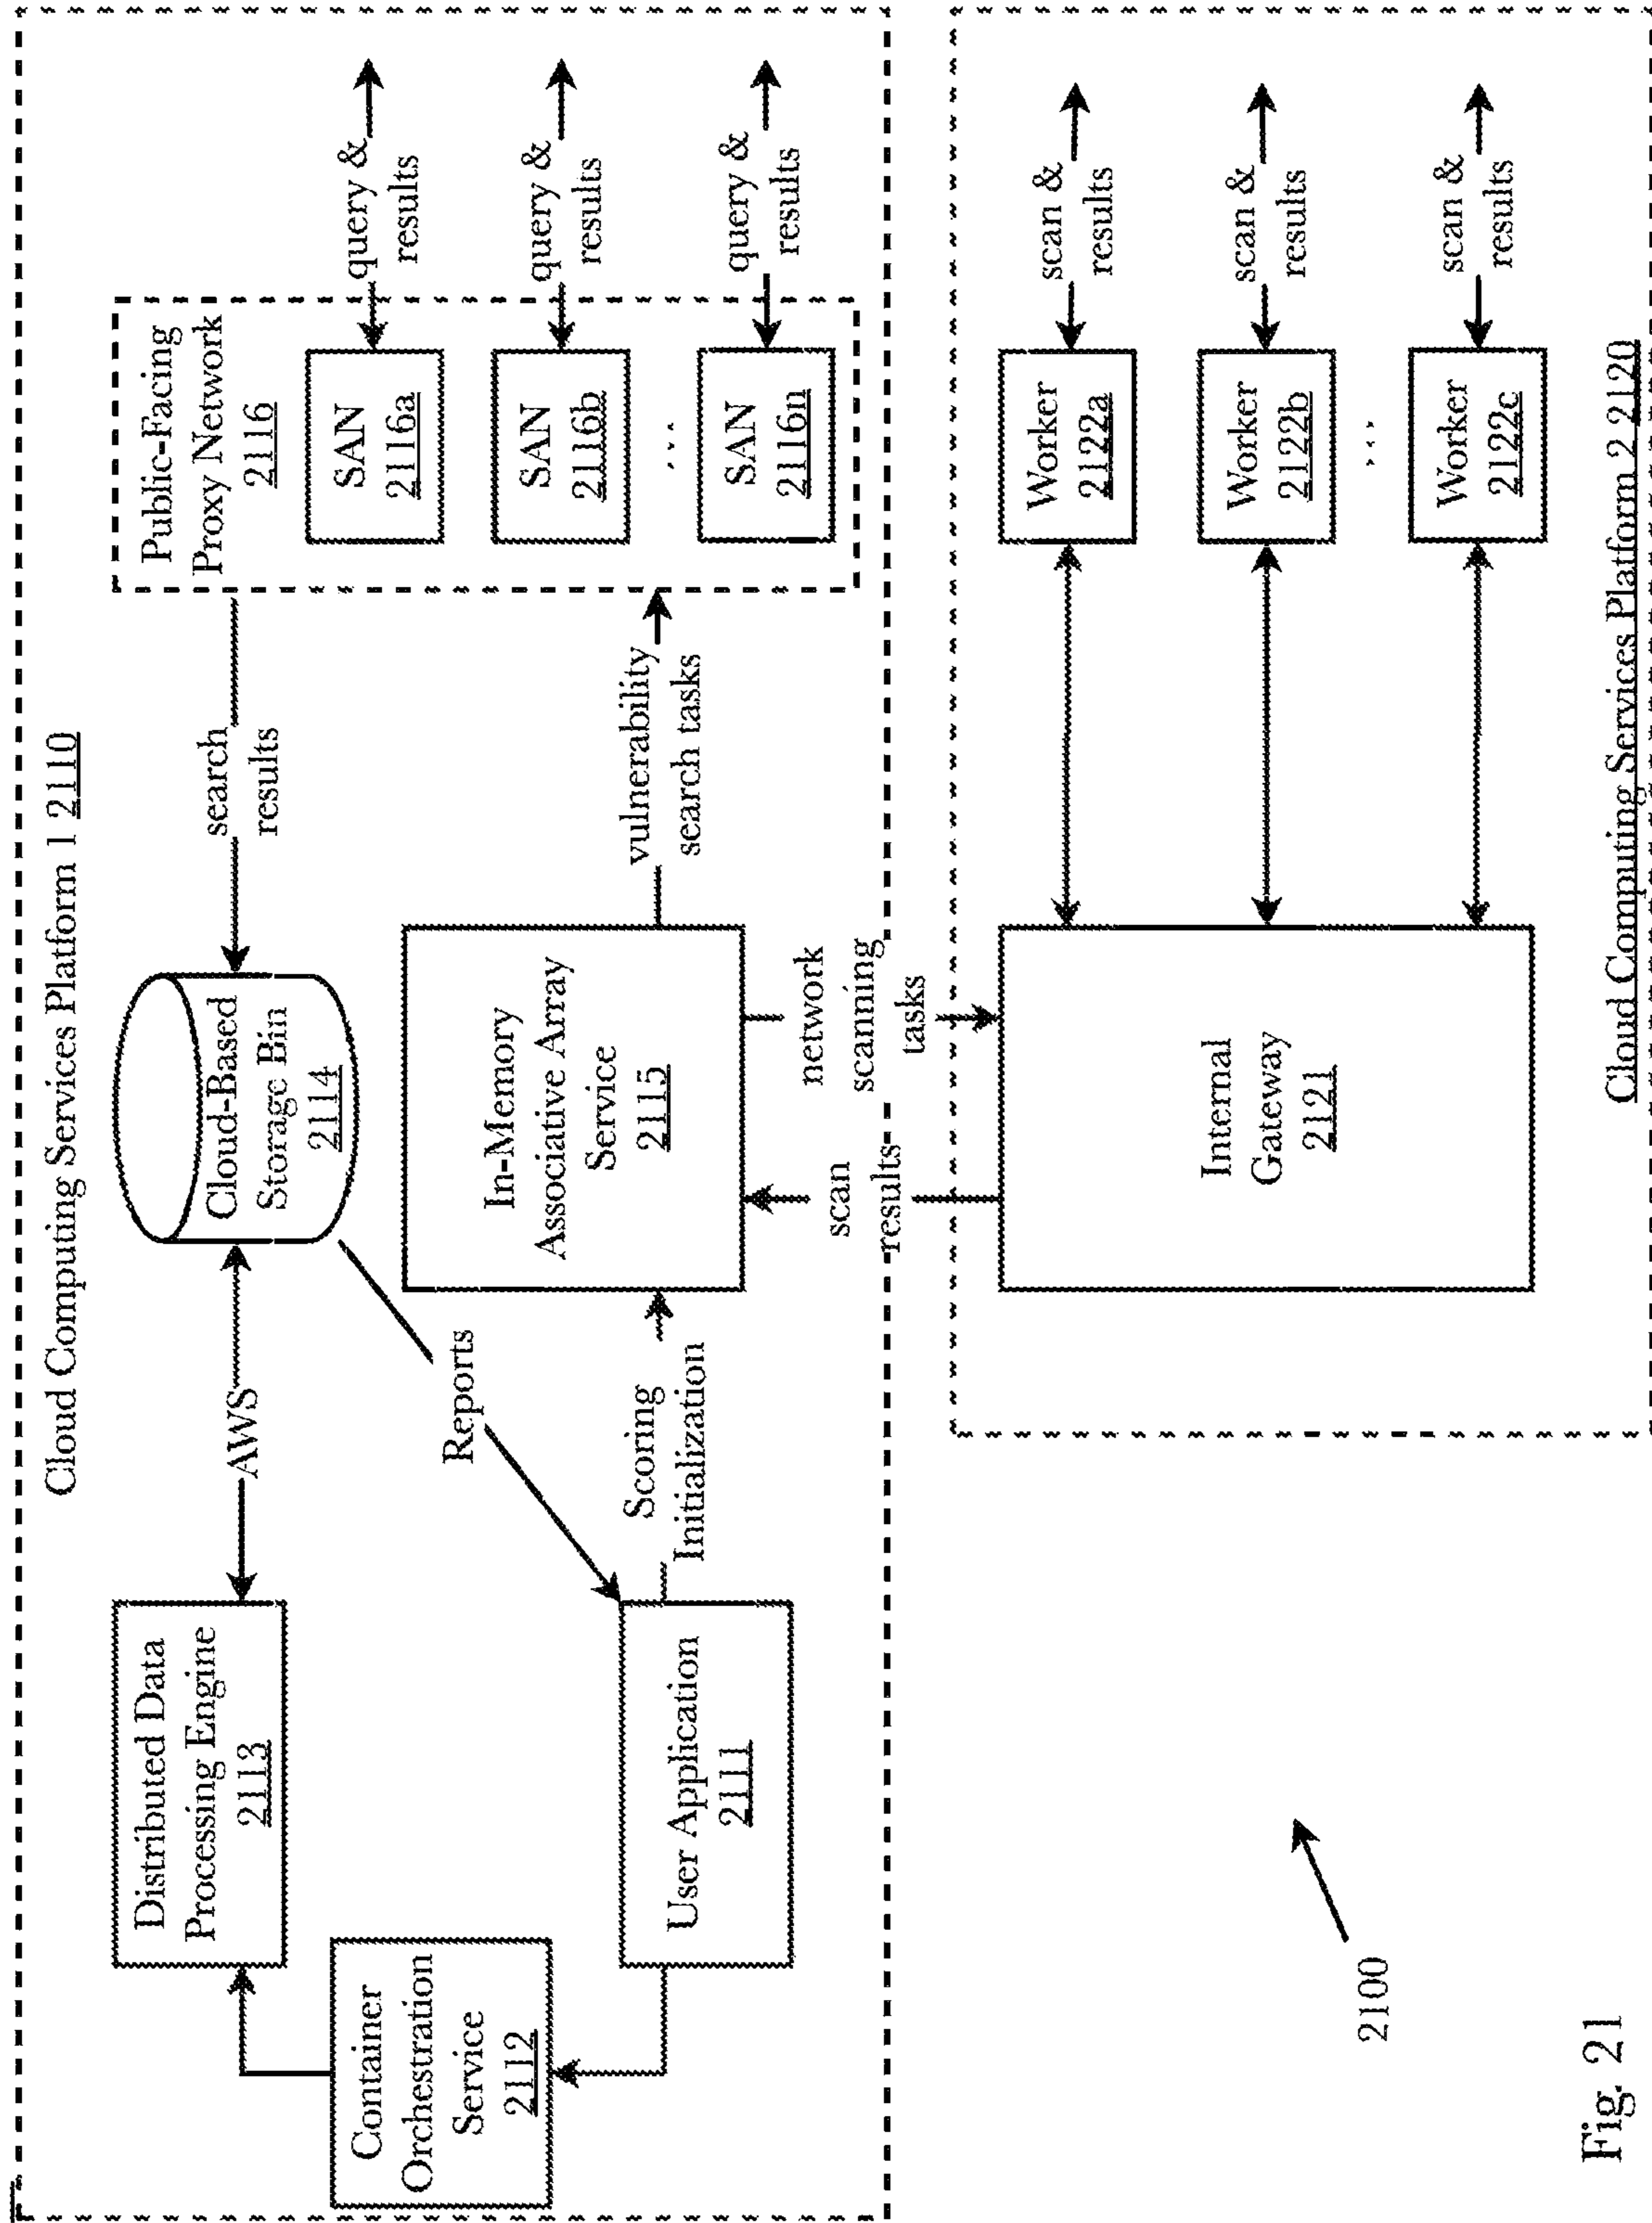 Cloud Computing Services Platform 1 2110
Distributed Data
Processing Engine
2113
AWS
Cloud-Based
Storage Bin
2114
search
results
Public-Facing
Proxy Network
2116
SAN
2116a
query &
results
SAN
2116b
query &
results
...
SAN
2116n
query &
results
Container
Orchestration
Service
2112
Reports
User Application
2111
Scoring
Initialization
In-Memory
Associative Array
Service
2115
vulnerability
search tasks
scan
results
network
scanning
tasks
Internal
Gateway
2121
Worker
2122a
scan &
results
Worker
2122b
scan &
results
...
Worker
2122c
scan &
results
Cloud Computing Services Platform 2 2120
2100
Fig. 21